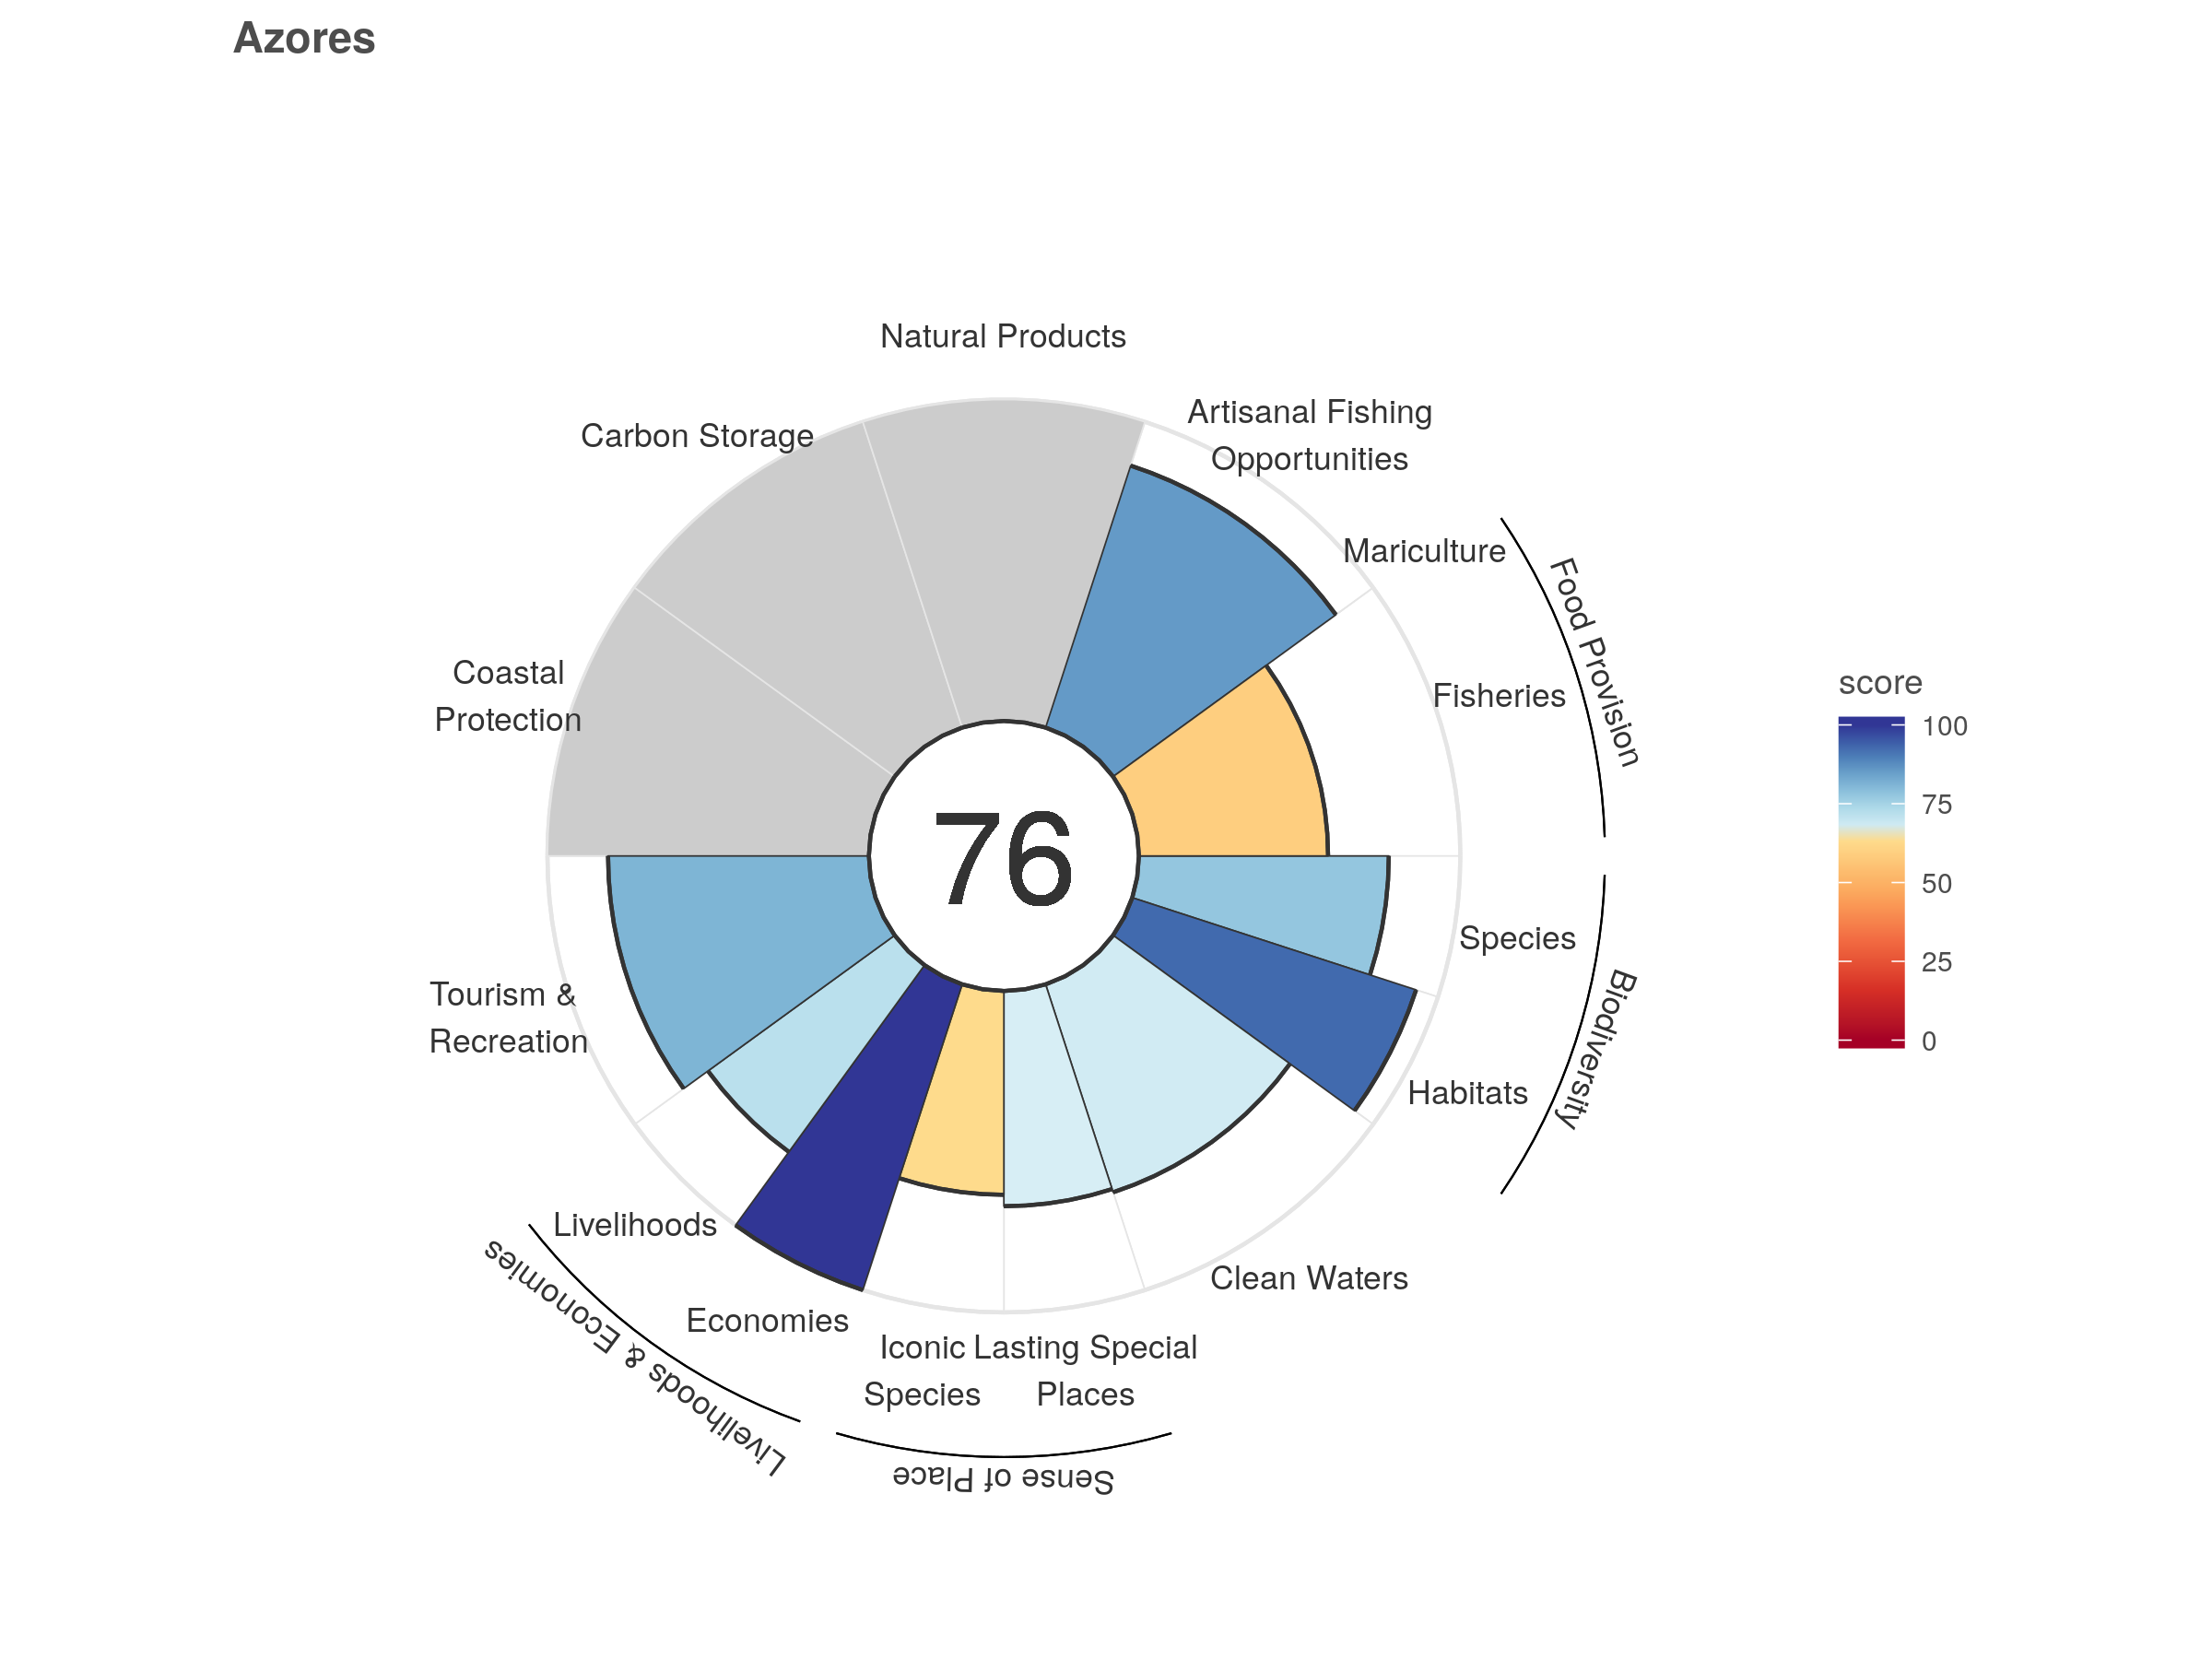 Azores
Natural Products
Carbon Storage
Artisanal Fishing
Opportunities
Mariculture
Food Provision
Fisheries
Coastal
Protection
score
100
75
50
25
0
76
Species
Biodiversity
Tourism &
Recreation
Habitats
Livelihoods
Clean Waters
Livelihoods & Economies
Economies
Iconic
Species
Lasting Special
Places
Sense of Place